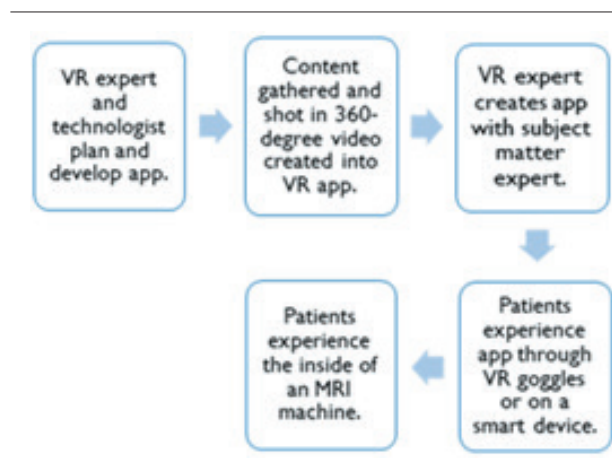 VR expert
and
technologist
plan and
develop app.
Content
gathered and
shot in 360-
degree video
created into
VR app.
VR expert
creates app
with subject
matter
expert.
Patients
experience
app through
VR goggles
or on a
smart device.
Patients
experience
the inside of
an MRI
machine.